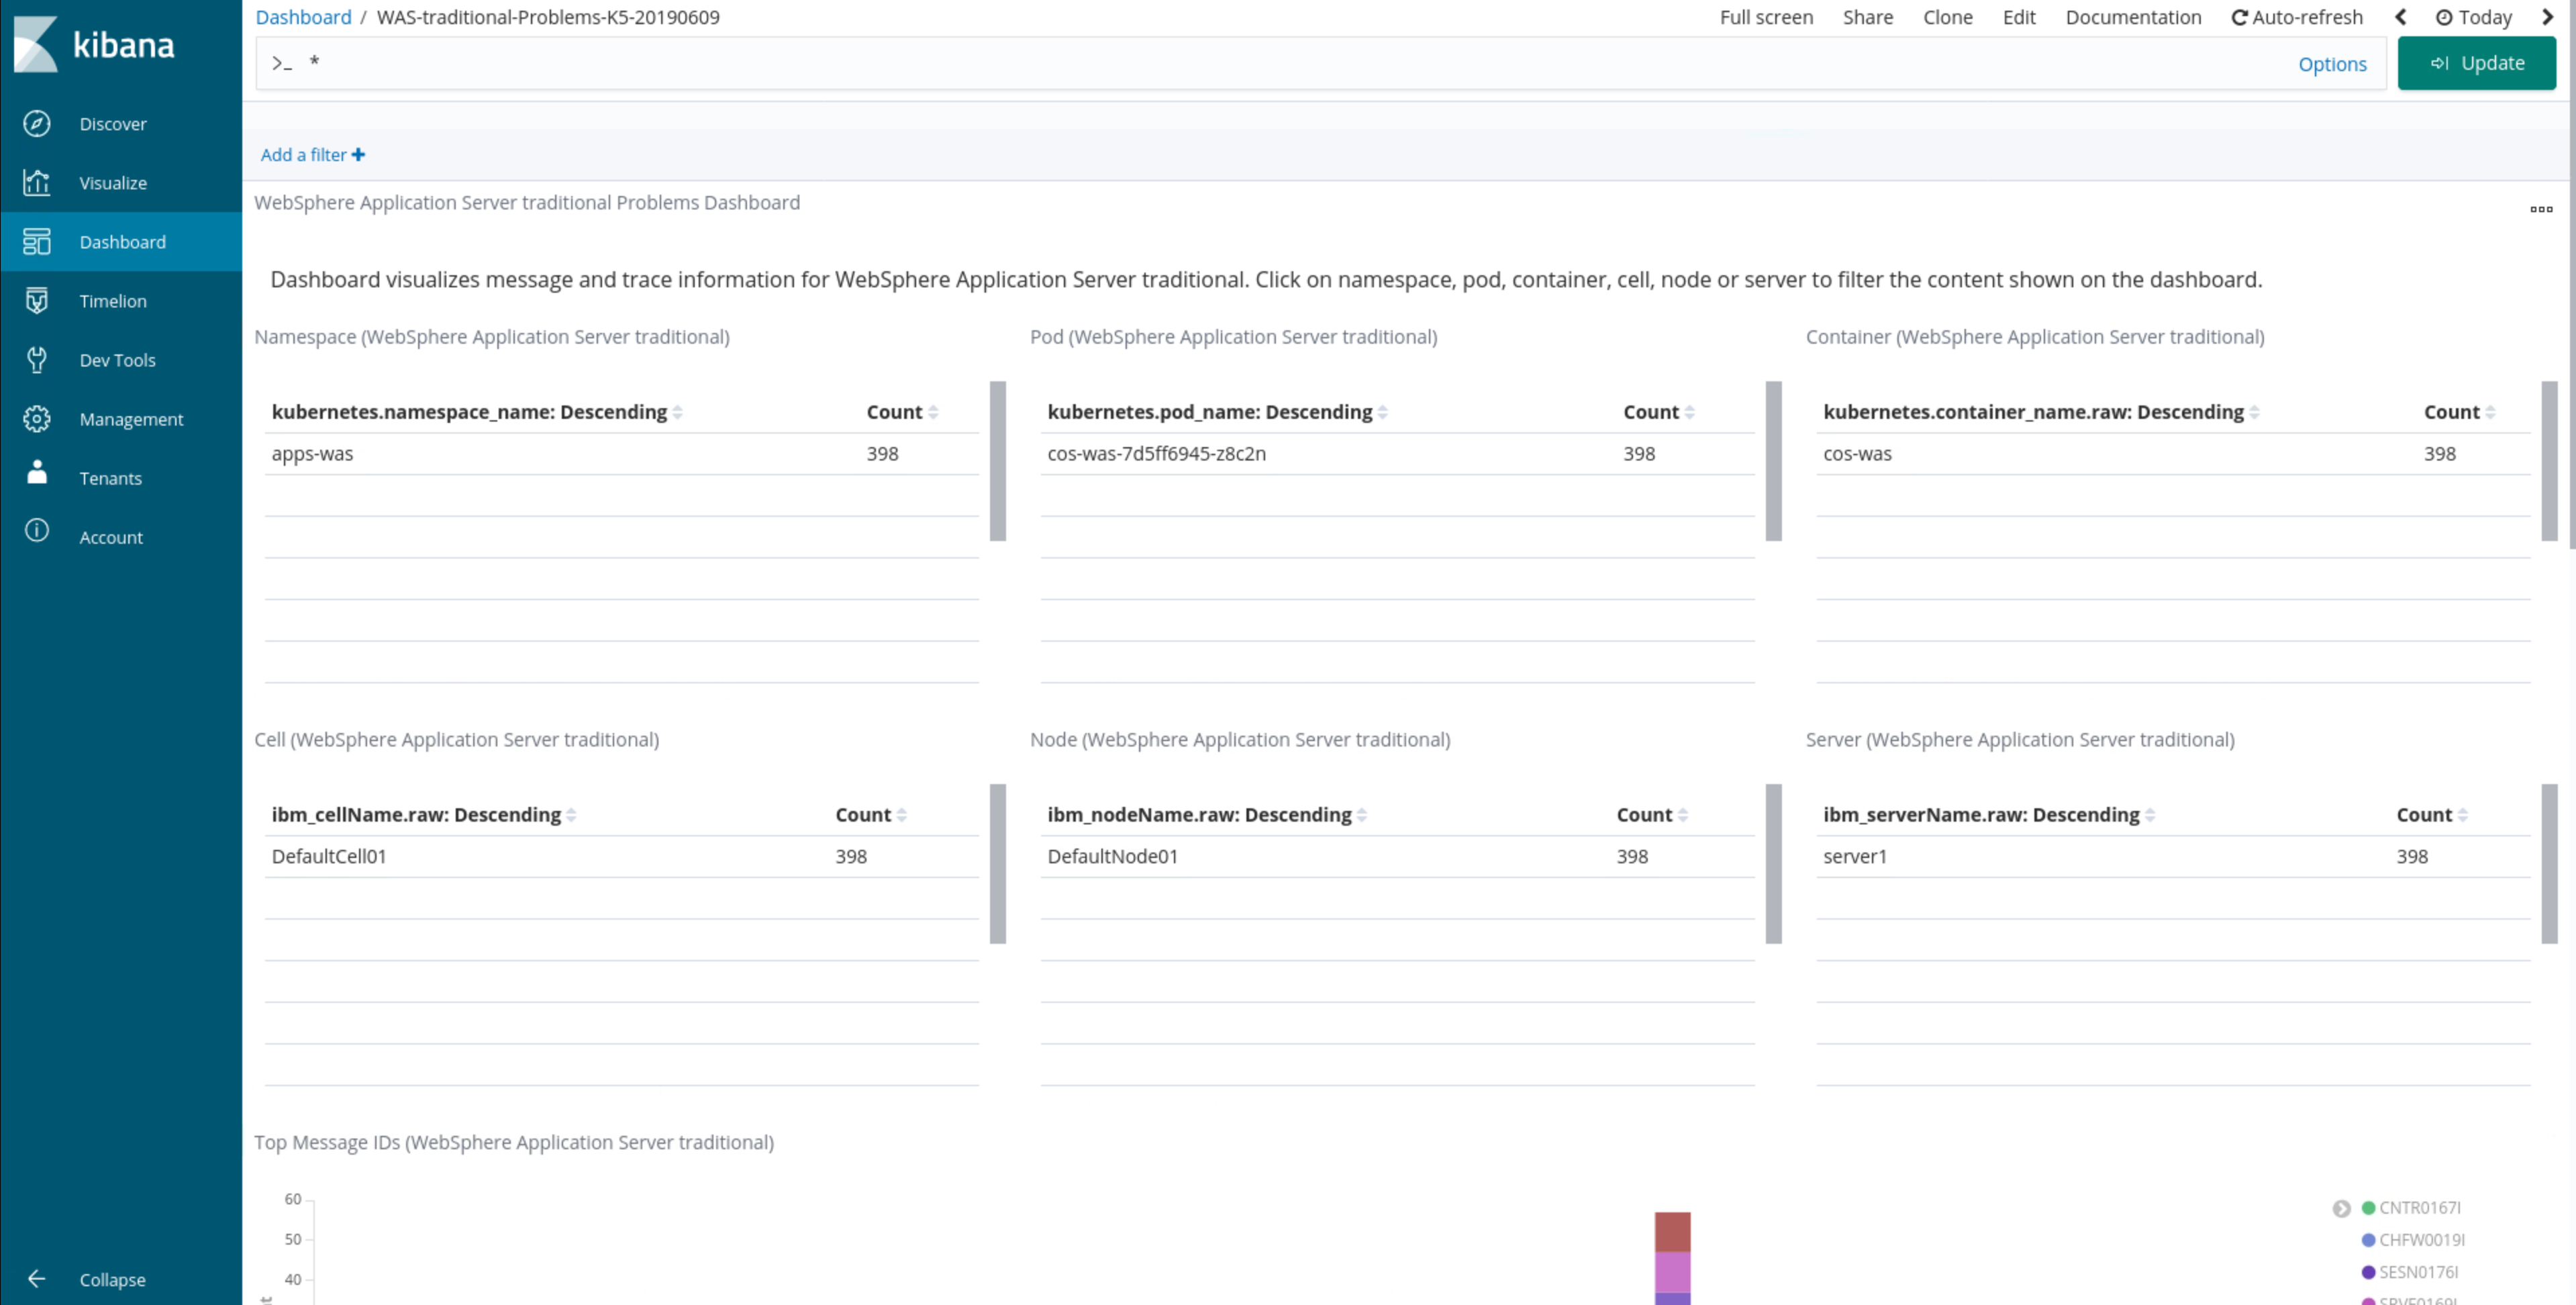 kibana
Dashboard / WAS-traditional-Problems-K5-20190609
Full screen Share Clone Edit Documentation Auto-refresh Today
>_ *
Options
Update
Discover
Visualize
Dashboard
Timelion
Dev Tools
Management
Tenants
Account
Collapse
Add a filter +
WebSphere Application Server traditional Problems Dashboard
Dashboard visualizes message and trace information for WebSphere Application Server traditional. Click on namespace, pod, container, cell, node or server to filter the content shown on the dashboard.
Namespace (WebSphere Application Server traditional)
kubernetes.namespace_name: Descending Count
apps-was 398
Pod (WebSphere Application Server traditional)
kubernetes.pod_name: Descending Count
cos-was-7d5ff6945-z8c2n 398
Container (WebSphere Application Server traditional)
kubernetes.container_name.raw: Descending Count
cos-was 398
Cell (WebSphere Application Server traditional)
ibm_cellName.raw: Descending Count
DefaultCell01 398
Node (WebSphere Application Server traditional)
ibm_nodeName.raw: Descending Count
DefaultNode01 398
Server (WebSphere Application Server traditional)
ibm_serverName.raw: Descending Count
server1 398
Top Message IDs (WebSphere Application Server traditional)
60
50
40
CNTR0167I
CHFW0019I
SESN0176I